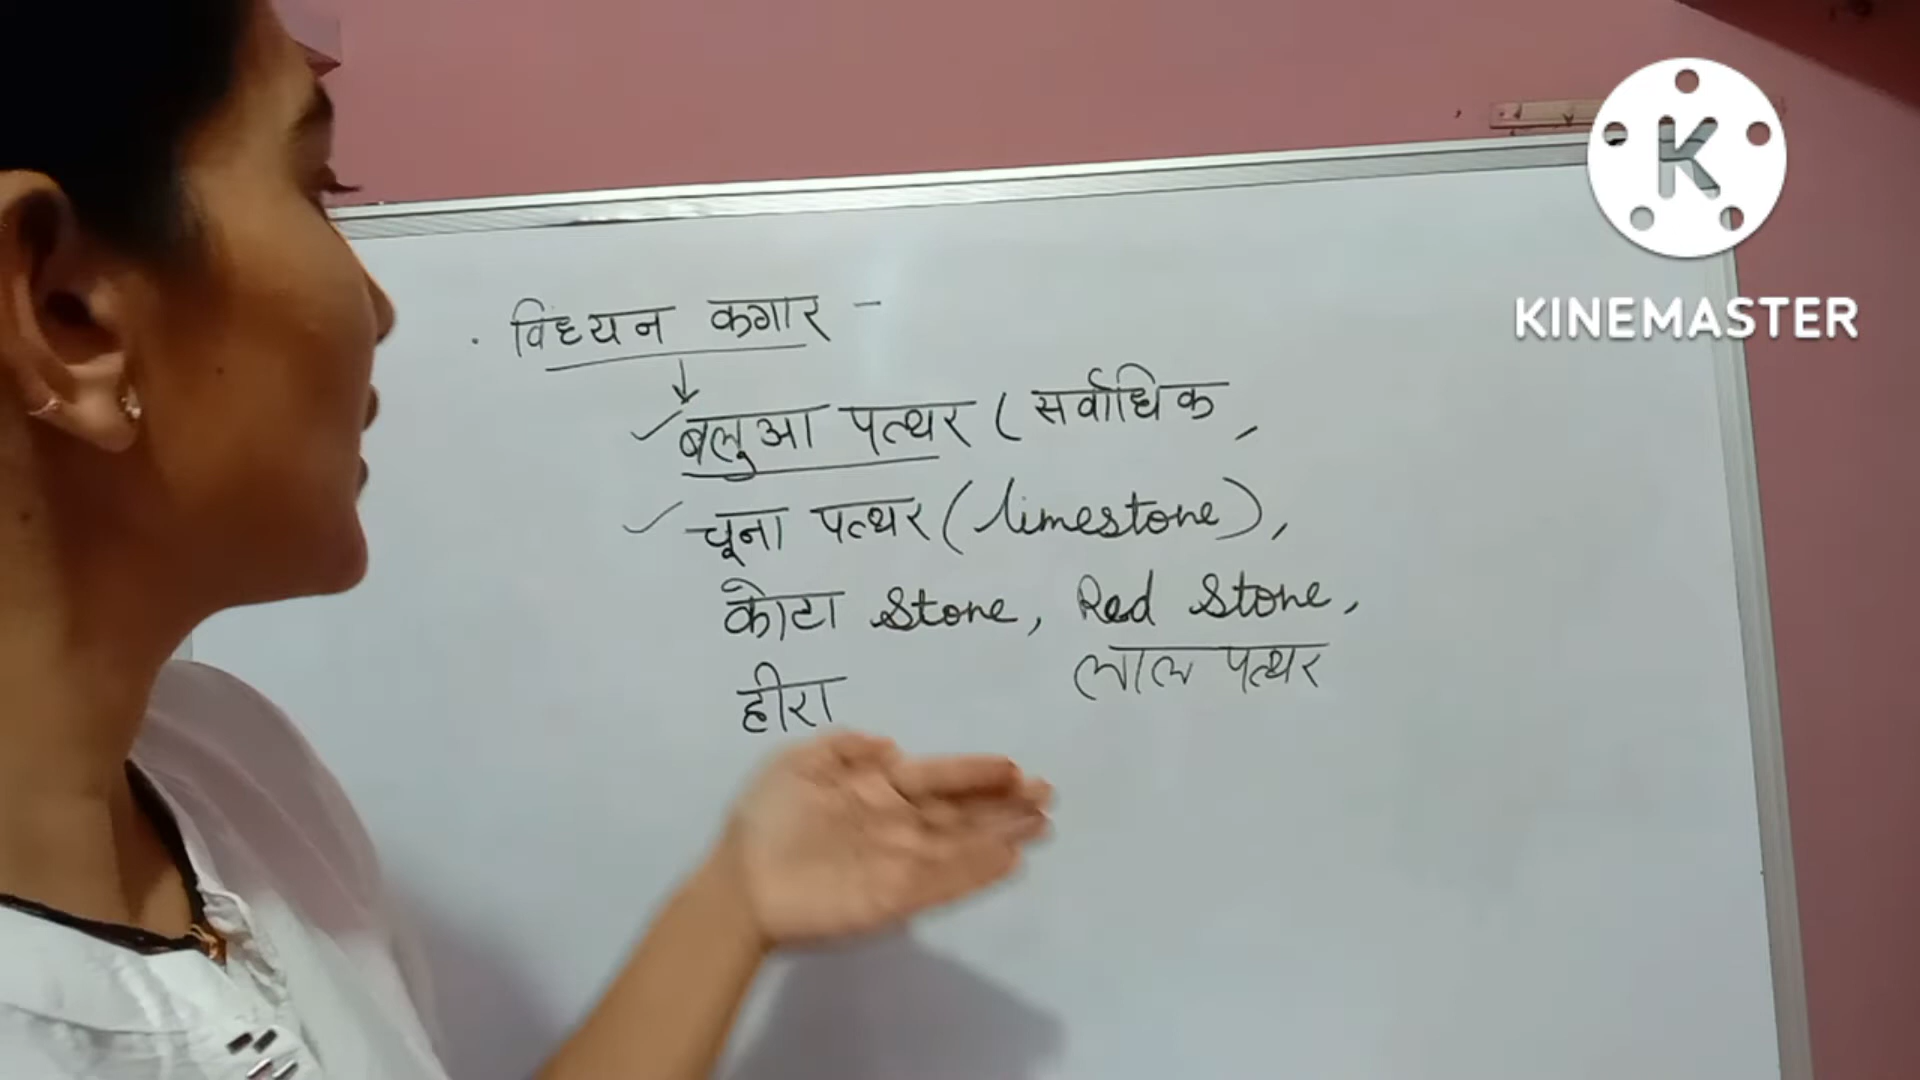 . विंध्यन कगार -
↓
✓ बलुआ पत्थर ( सर्वाधिक,
✓ चूना पत्थर (limestone),
कोटा Stone, Red Stone,
लाल पत्थर
हीरा
K
KINEMASTER